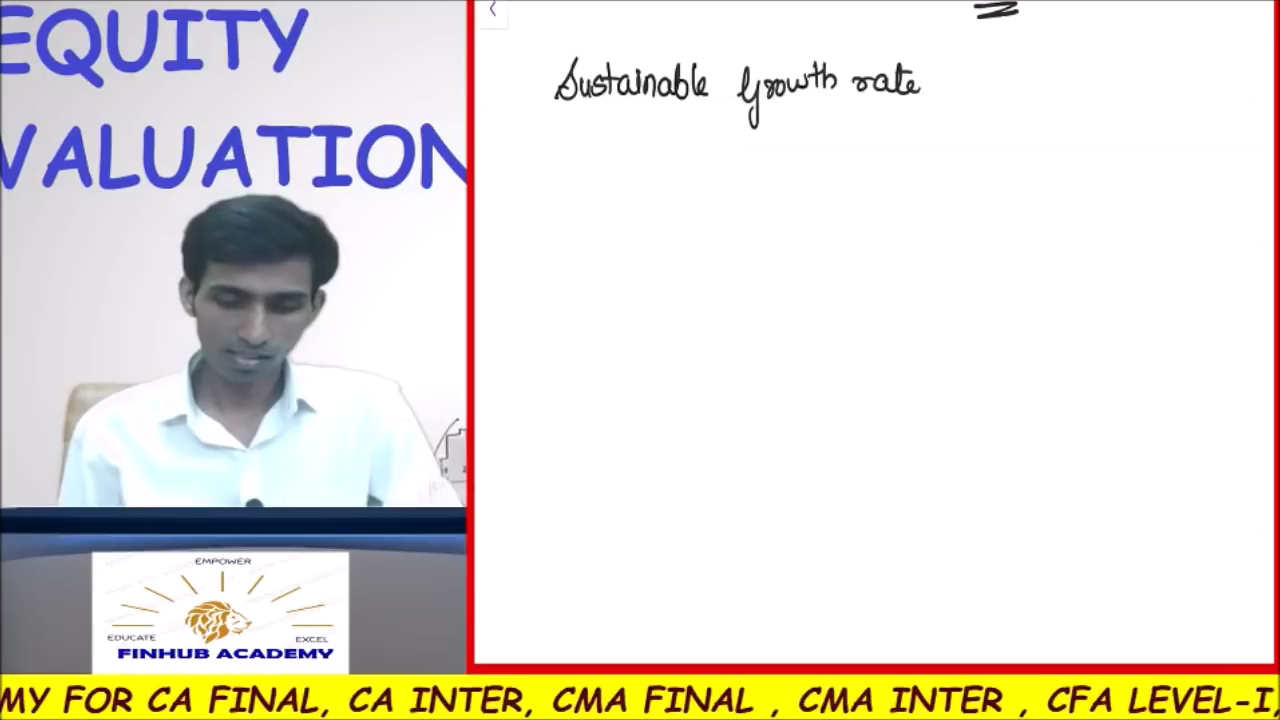 EQUITY
VALUATION
Sustainable Growth rate
EMPOWER
EDUCATE
EXCEL
FINHUB ACADEMY
MY FOR CA FINAL, CA INTER, CMA FINAL , CMA INTER , CFA LEVEL-I,